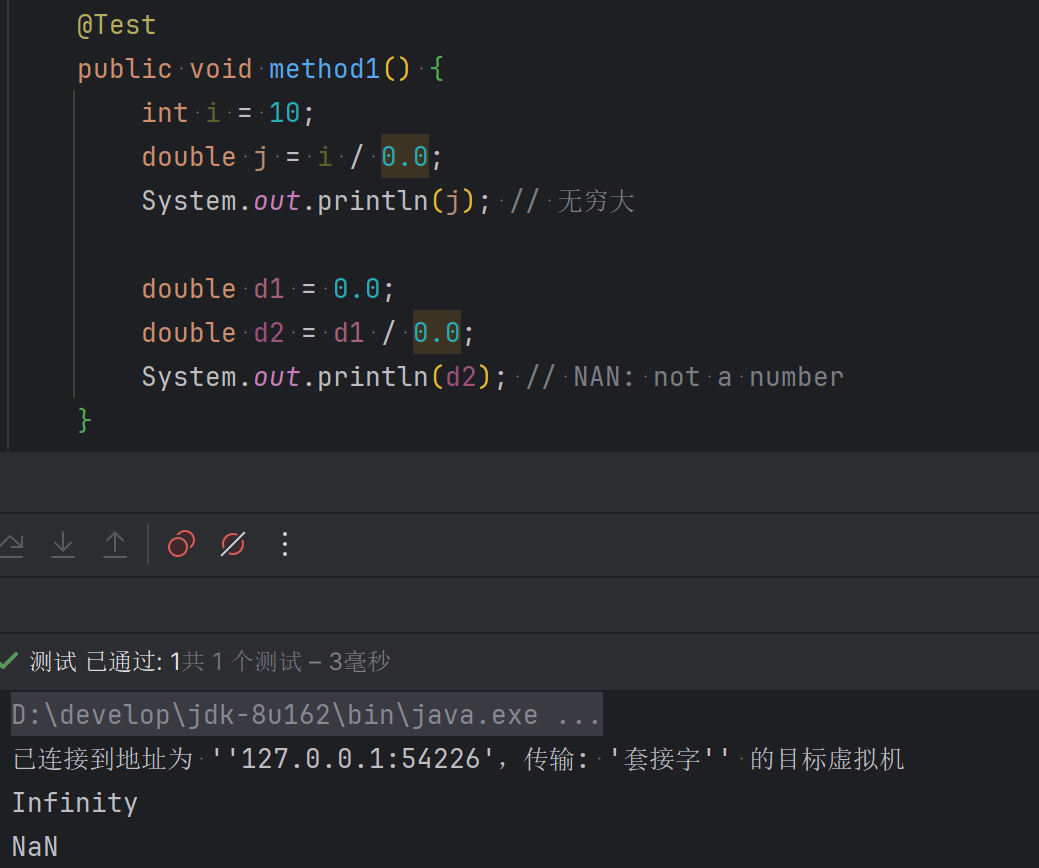 @Test
public void method1() {
int i = 10;
double j = i / 0.0;
System.out.println(j); // 无穷大
double d1 = 0.0;
double d2 = d1 / 0.0;
System.out.println(d2); // NAN: not a number
}
测试 已通过: 1共 1 个测试 – 3毫秒
D:\develop\jdk-8u162\bin\java.exe ...
已连接到地址为 ''127.0.0.1:54226'，传输: '套接字'' 的目标虚拟机
Infinity
NaN